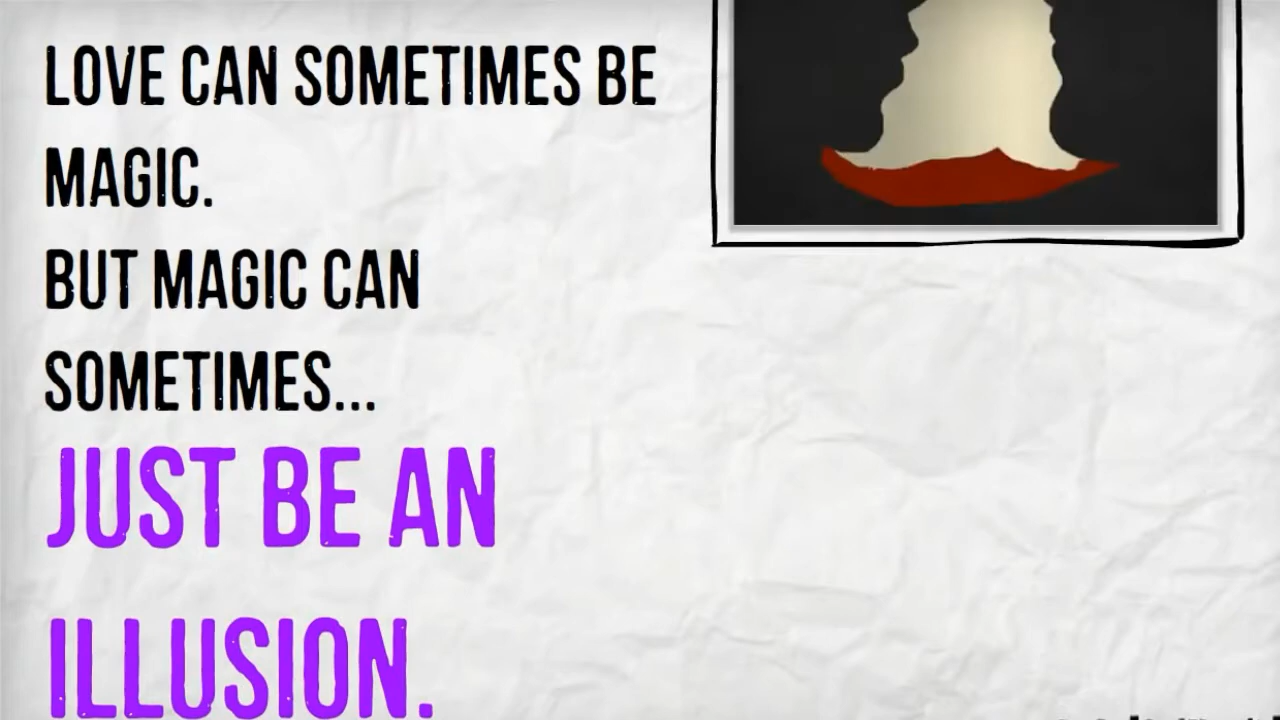 LOVE CAN SOMETIMES BE
MAGIC.
BUT MAGIC CAN
SOMETIMES...
JUST BE AN
ILLUSION.